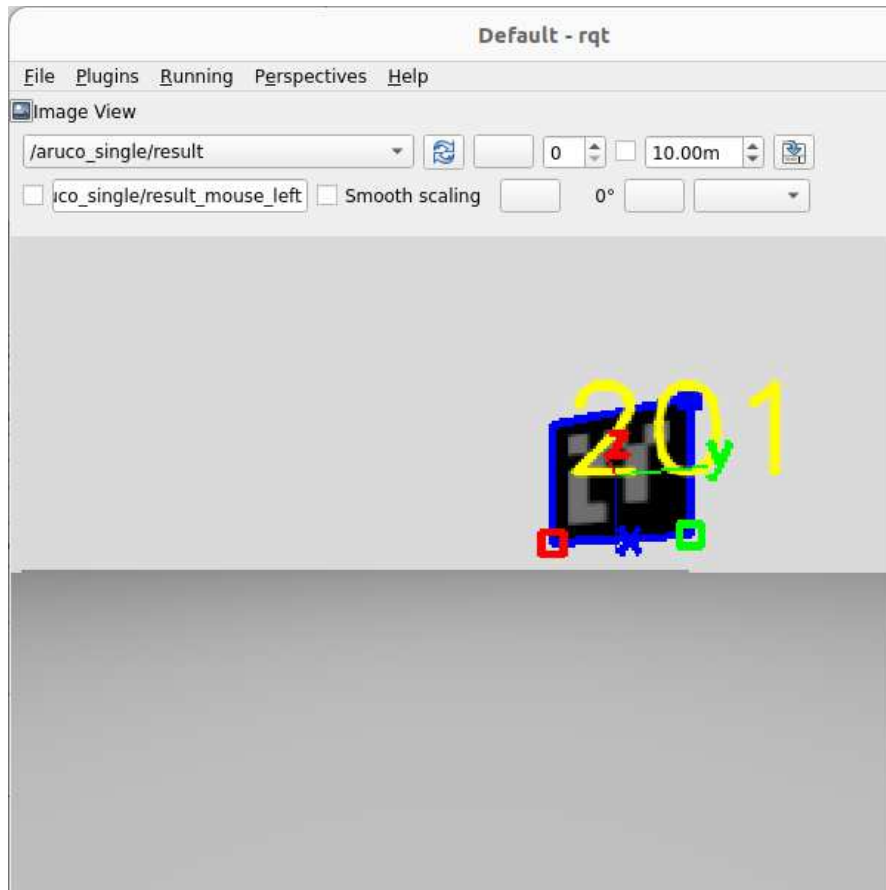 Default - rqt
File Plugins Running Perspectives Help
Image View
/aruco_single/result 0 10.00m
uco_single/result_mouse_left Smooth scaling 0°
201
z
y
x